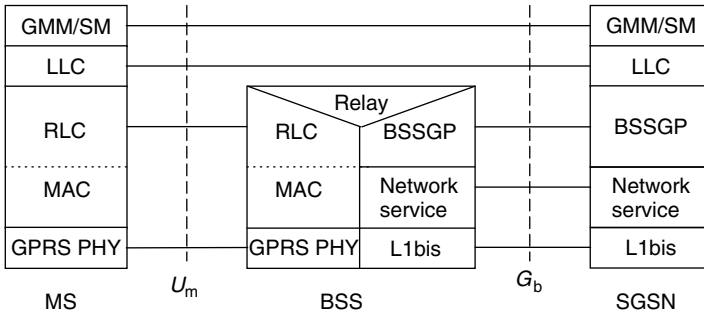 GMM/SM
GMM/SM
LLC
LLC
Relay
RLC
RLC
BSSGP
BSSGP
MAC
MAC
Network
service
Network
service
GPRS PHY
GPRS PHY
L1bis
L1bis
MS
Um
BSS
Gb
SGSN